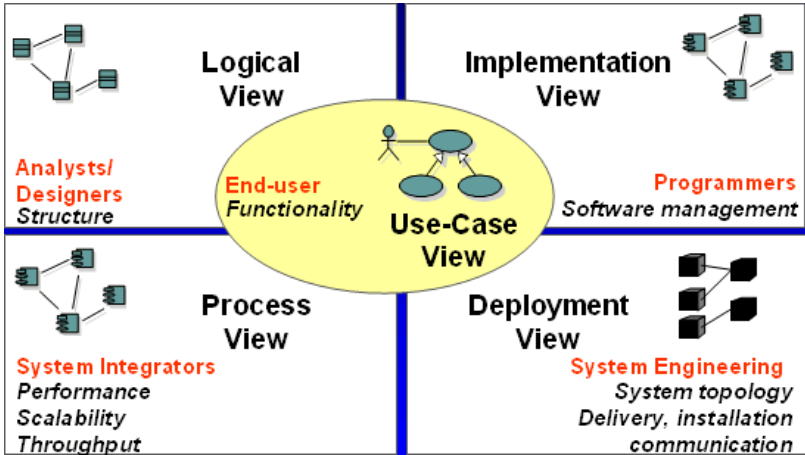 Logical
View
Analysts/
Designers
Structure
Implementation
View
Programmers
Software management
End-user
Functionality
Use-Case
View
Process
View
System Integrators
Performance
Scalability
Throughput
Deployment
View
System Engineering
System topology
Delivery, installation
communication